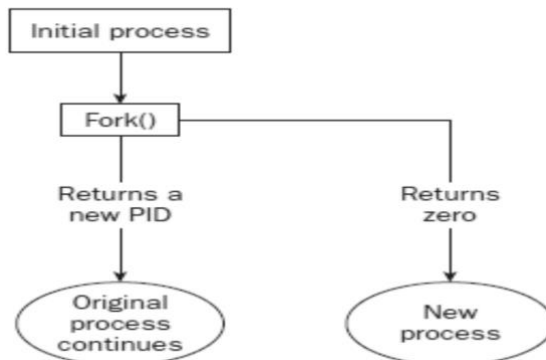 Initial process
Fork()
Returns a
new PID
Returns
zero
Original
process
continues
New
process